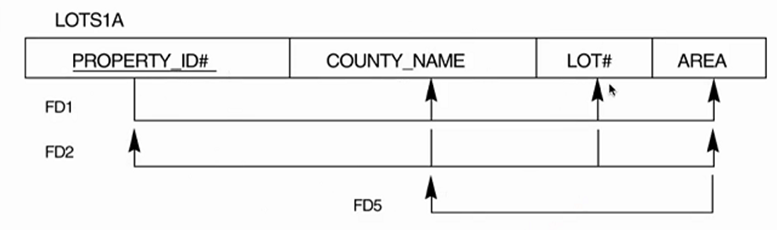 LOTS1A
PROPERTY_ID# COUNTY_NAME LOT# AREA
FD1
FD2
FD5